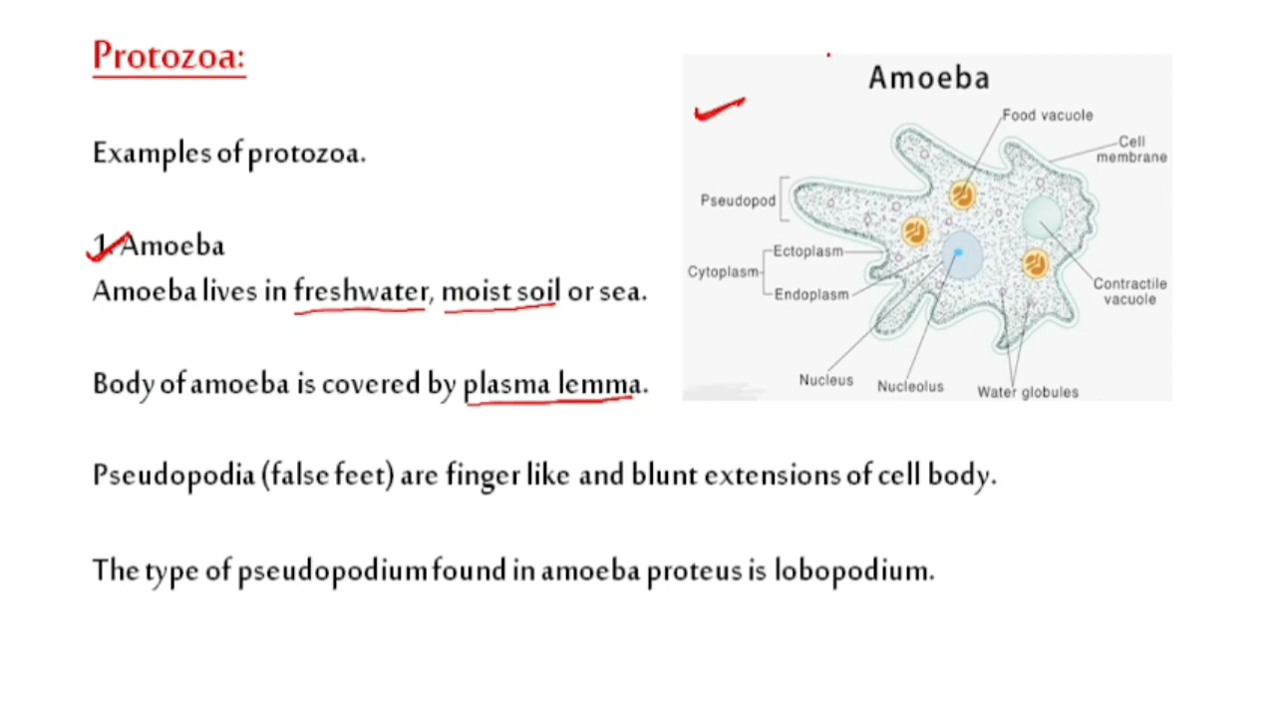 Protozoa:
Examples of protozoa.
1. Amoeba
Amoeba lives in freshwater, moist soil or sea.
Body of amoeba is covered by plasma lemma.
Pseudopodia (false feet) are finger like and blunt extensions of cell body.
The type of pseudopodium found in amoeba proteus is lobopodium.
Amoeba
Food vacuole
Cell
membrane
Pseudopod
Ectoplasm
Cytoplasm
Endoplasm
Contractile
vacuole
Nucleus
Nucleolus
Water globules